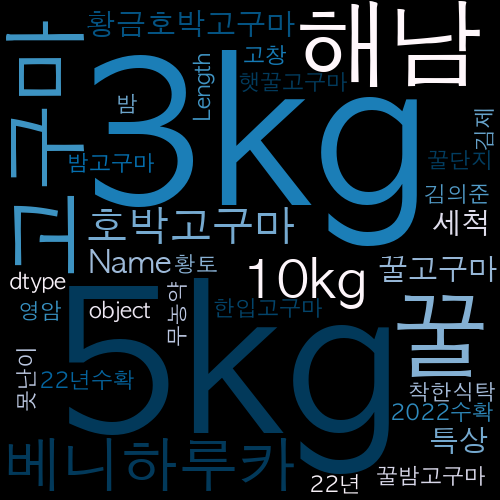 황금호박고구마
해남
고구마
3kg
고창
Length
햇꿀고구마
밤
김제
밤고구마
꿀단지
김의준
호박고구마
세척
Name
황토
10kg
꿀고구마
dtype
영암
object
무농약
한입고구마
꿀
5kg
못난이
22년수확
착한식탁
2022수확
베니하루카
특상
22년
꿀밤고구마